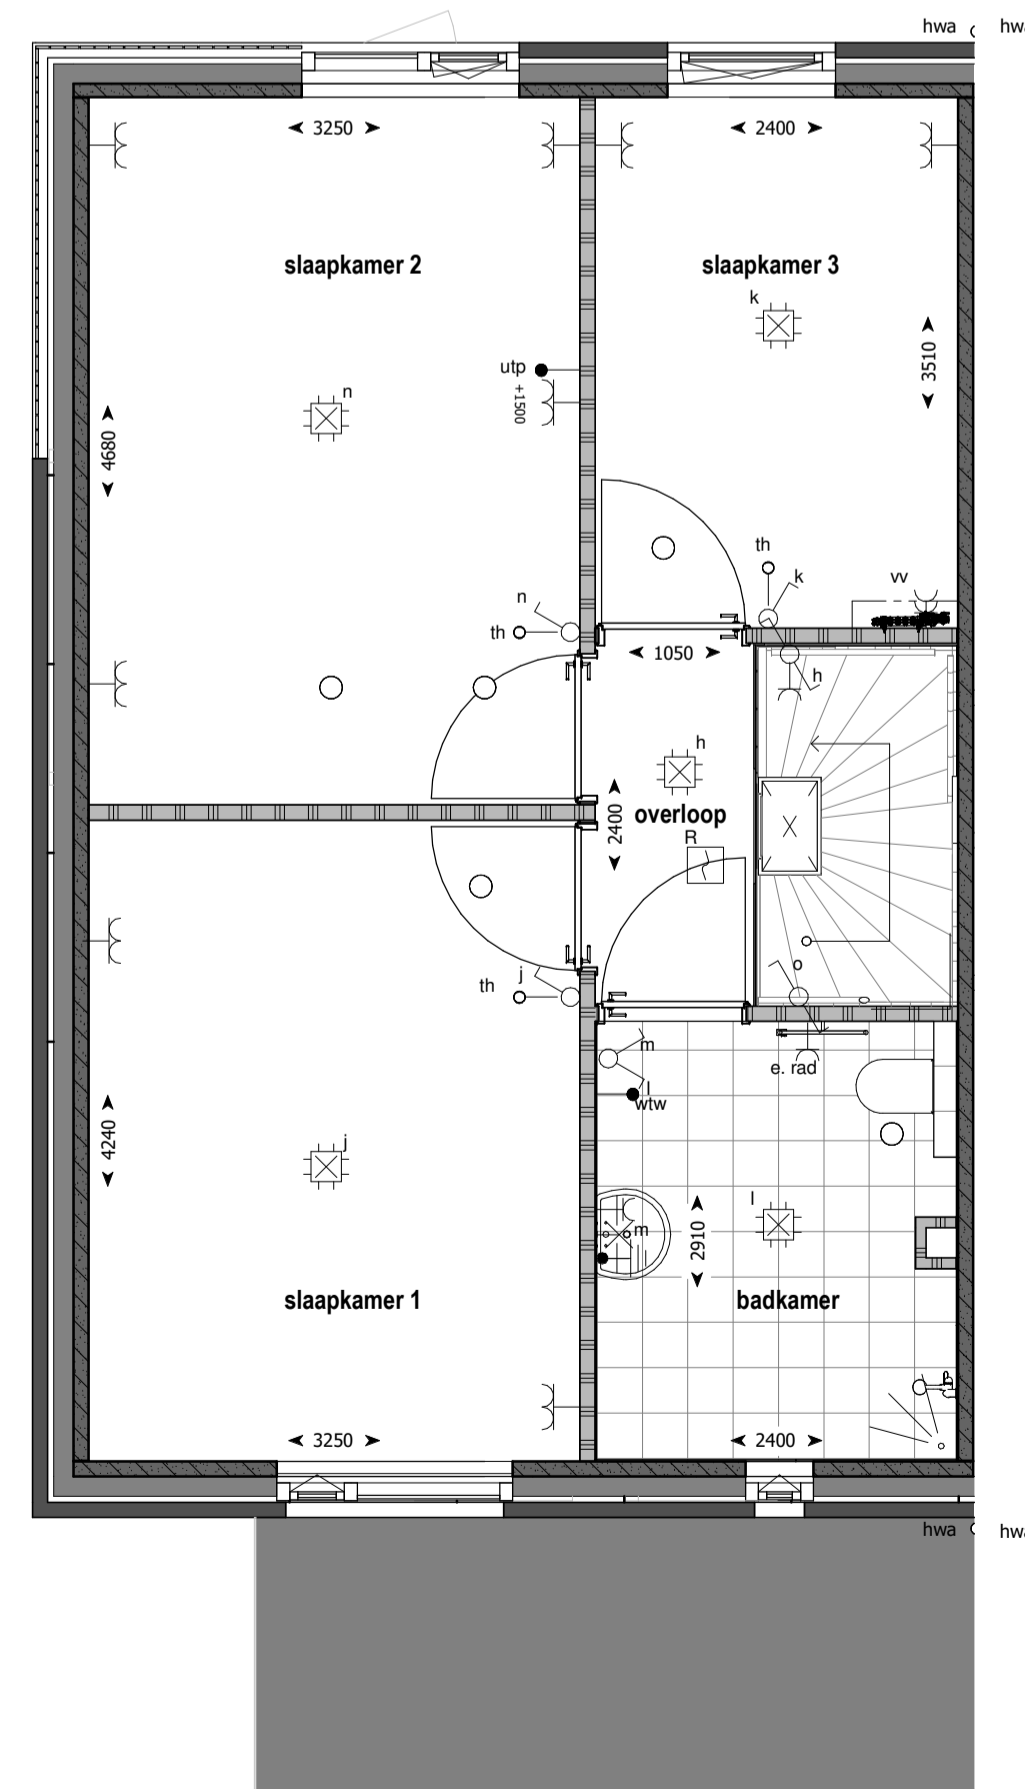 hwa hwa
3250
2400
slaapkamer 2
slaapkamer 3
k
3510
utp
+1500
n
4680
th
k
vv
n
th
1050
h
h
2400
overloop
R
o
j
th
m
l
wtw
e. rad
4240
j
l
m
2910
slaapkamer 1
badkamer
3250
2400
hwa hwa